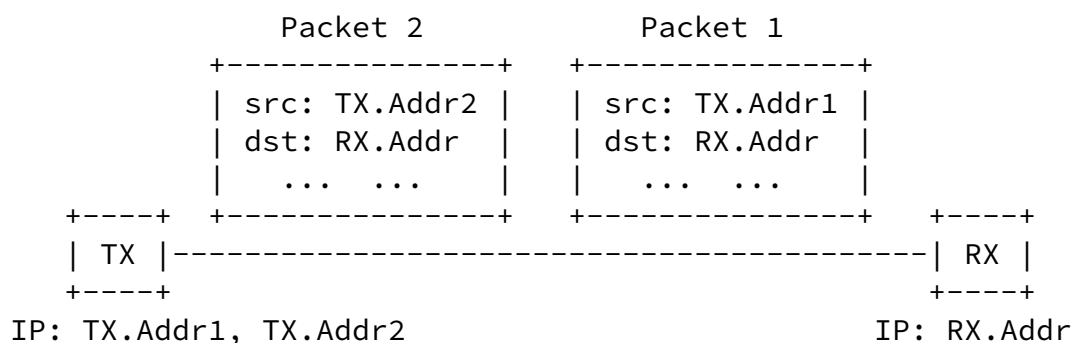 Packet 2            Packet 1
           +---------------+   +---------------+
           | src: TX.Addr2 |   | src: TX.Addr1 |
           | dst: RX.Addr  |   | dst: RX.Addr  |
           |   ...  ...    |   |   ...  ...    |
   +----+  +---------------+   +---------------+   +----+
   | TX |------------------------------------------| RX |
   +----+                                          +----+
IP: TX.Addr1, TX.Addr2                          IP: RX.Addr